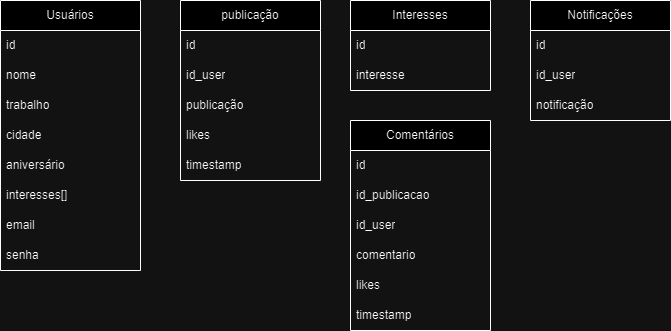 Usuários
id
nome
trabalho
cidade
aniversário
interesses[]
email
senha
publicação
id
id_user
publicação
likes
timestamp
Interesses
id
interesse
Comentários
id
id_publicacao
id_user
comentario
likes
timestamp
Notificações
id
id_user
notificação